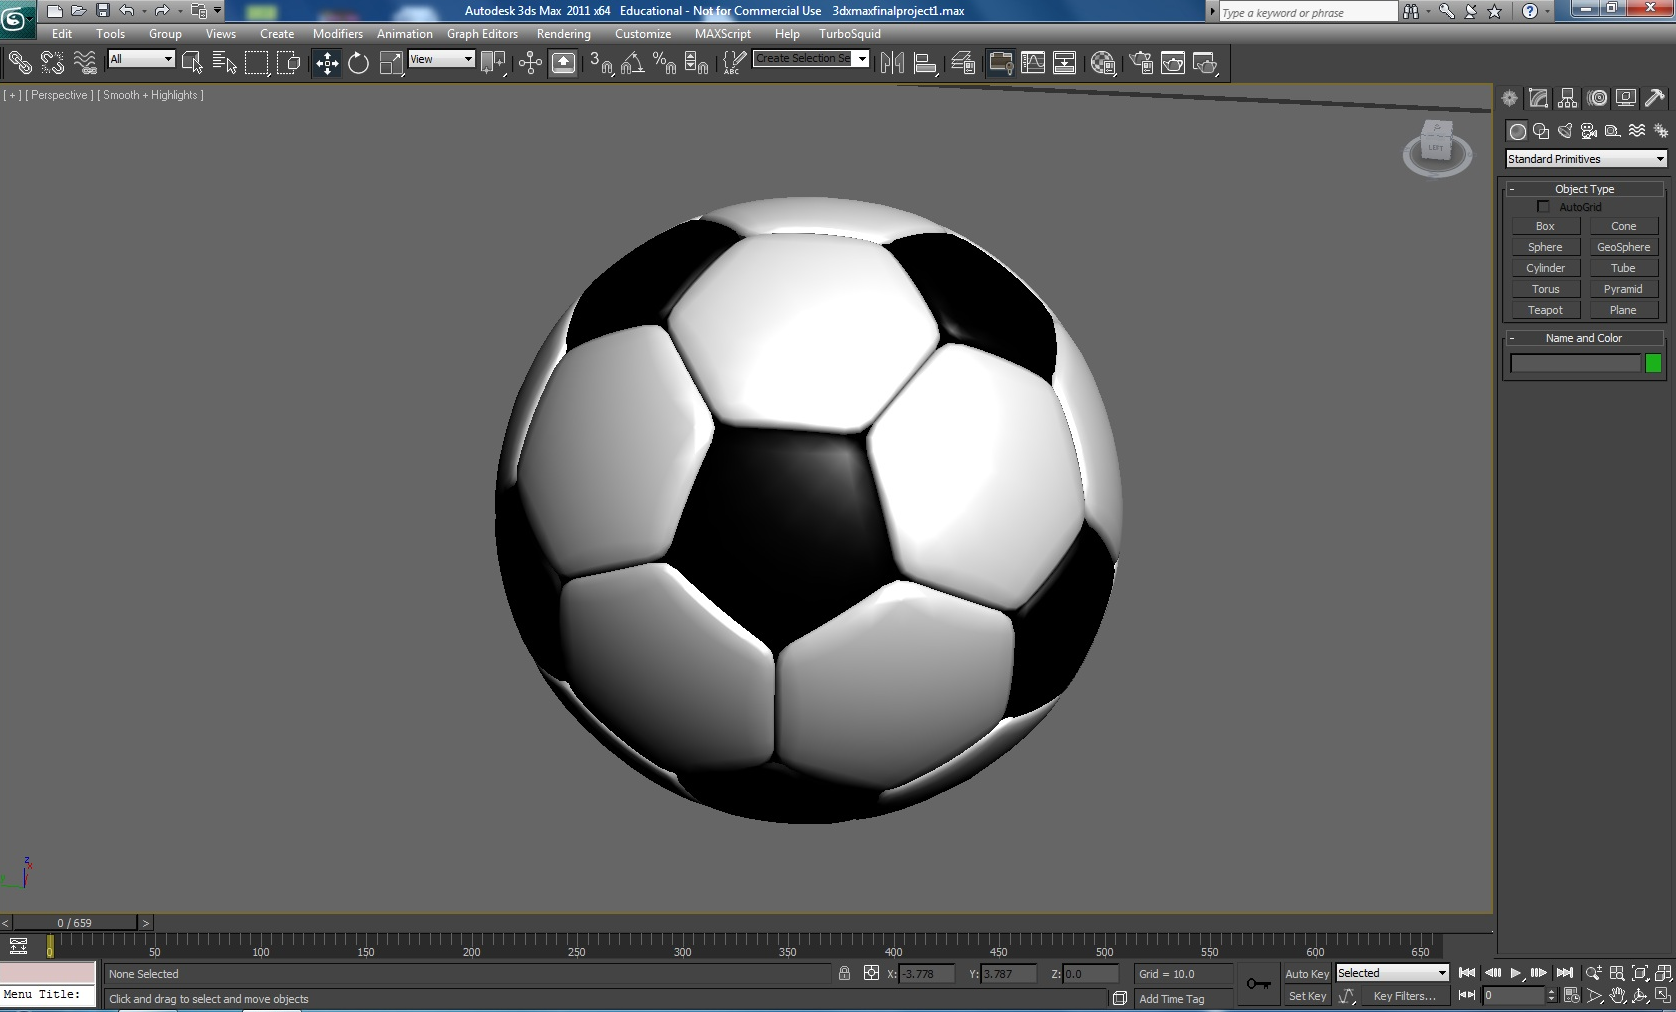 Autodesk 3ds Max 2011 x64 Educational - Not for Commercial Use 3dxmaxfinalproject1.max
Type a keyword or phrase
Edit Tools Group Views Create Modifiers Animation Graph Editors Rendering Customize MAXScript Help TurboSquid
All View 3 ABC Create Selection Se
[ + ] [ Perspective ] [ Smooth + Highlights ]
LEFT
Standard Primitives
- Object Type
AutoGrid
Box Cone
Sphere GeoSphere
Cylinder Tube
Torus Pyramid
Teapot Plane
- Name and Color
z
x
< 0 / 659 >
0 50 100 150 200 250 300 350 400 450 500 550 600 650
None Selected X: -3.778 Y: 3.787 Z: 0.0 Grid = 10.0 Auto Key Selected
Menu Title: Click and drag to select and move objects Add Time Tag Set Key Key Filters... 0